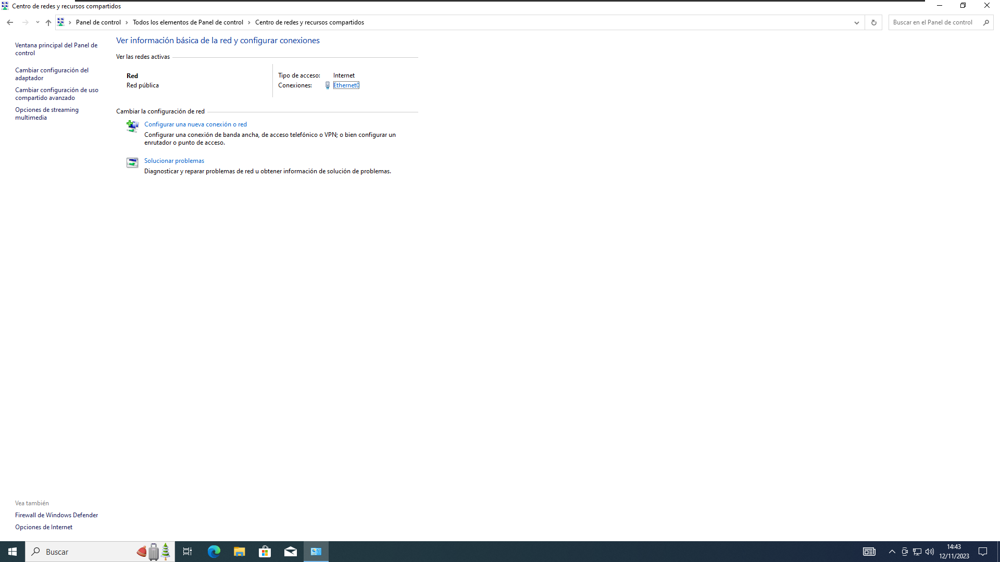 Centro de redes y recursos compartidos
Panel de control
Todos los elementos de Panel de control
Centro de redes y recursos compartidos
Buscar en el Panel de control
Ventana principal del Panel de
control
Cambiar configuración del
adaptador
Cambiar configuración de uso
compartido avanzado
Opciones de streaming
multimedia
Ver información básica de la red y configurar conexiones
Ver las redes activas
Red
Red pública
Tipo de acceso: Internet
Conexiones: Ethernet0
Cambiar la configuración de red
Configurar una nueva conexión o red
Configurar una conexión de banda ancha, de acceso telefónico o VPN; o bien configurar un
enrutador o punto de acceso.
Solucionar problemas
Diagnosticar y reparar problemas de red u obtener información de solución de problemas.
Vea también
Firewall de Windows Defender
Opciones de Internet
Buscar
14:43
12/11/2023